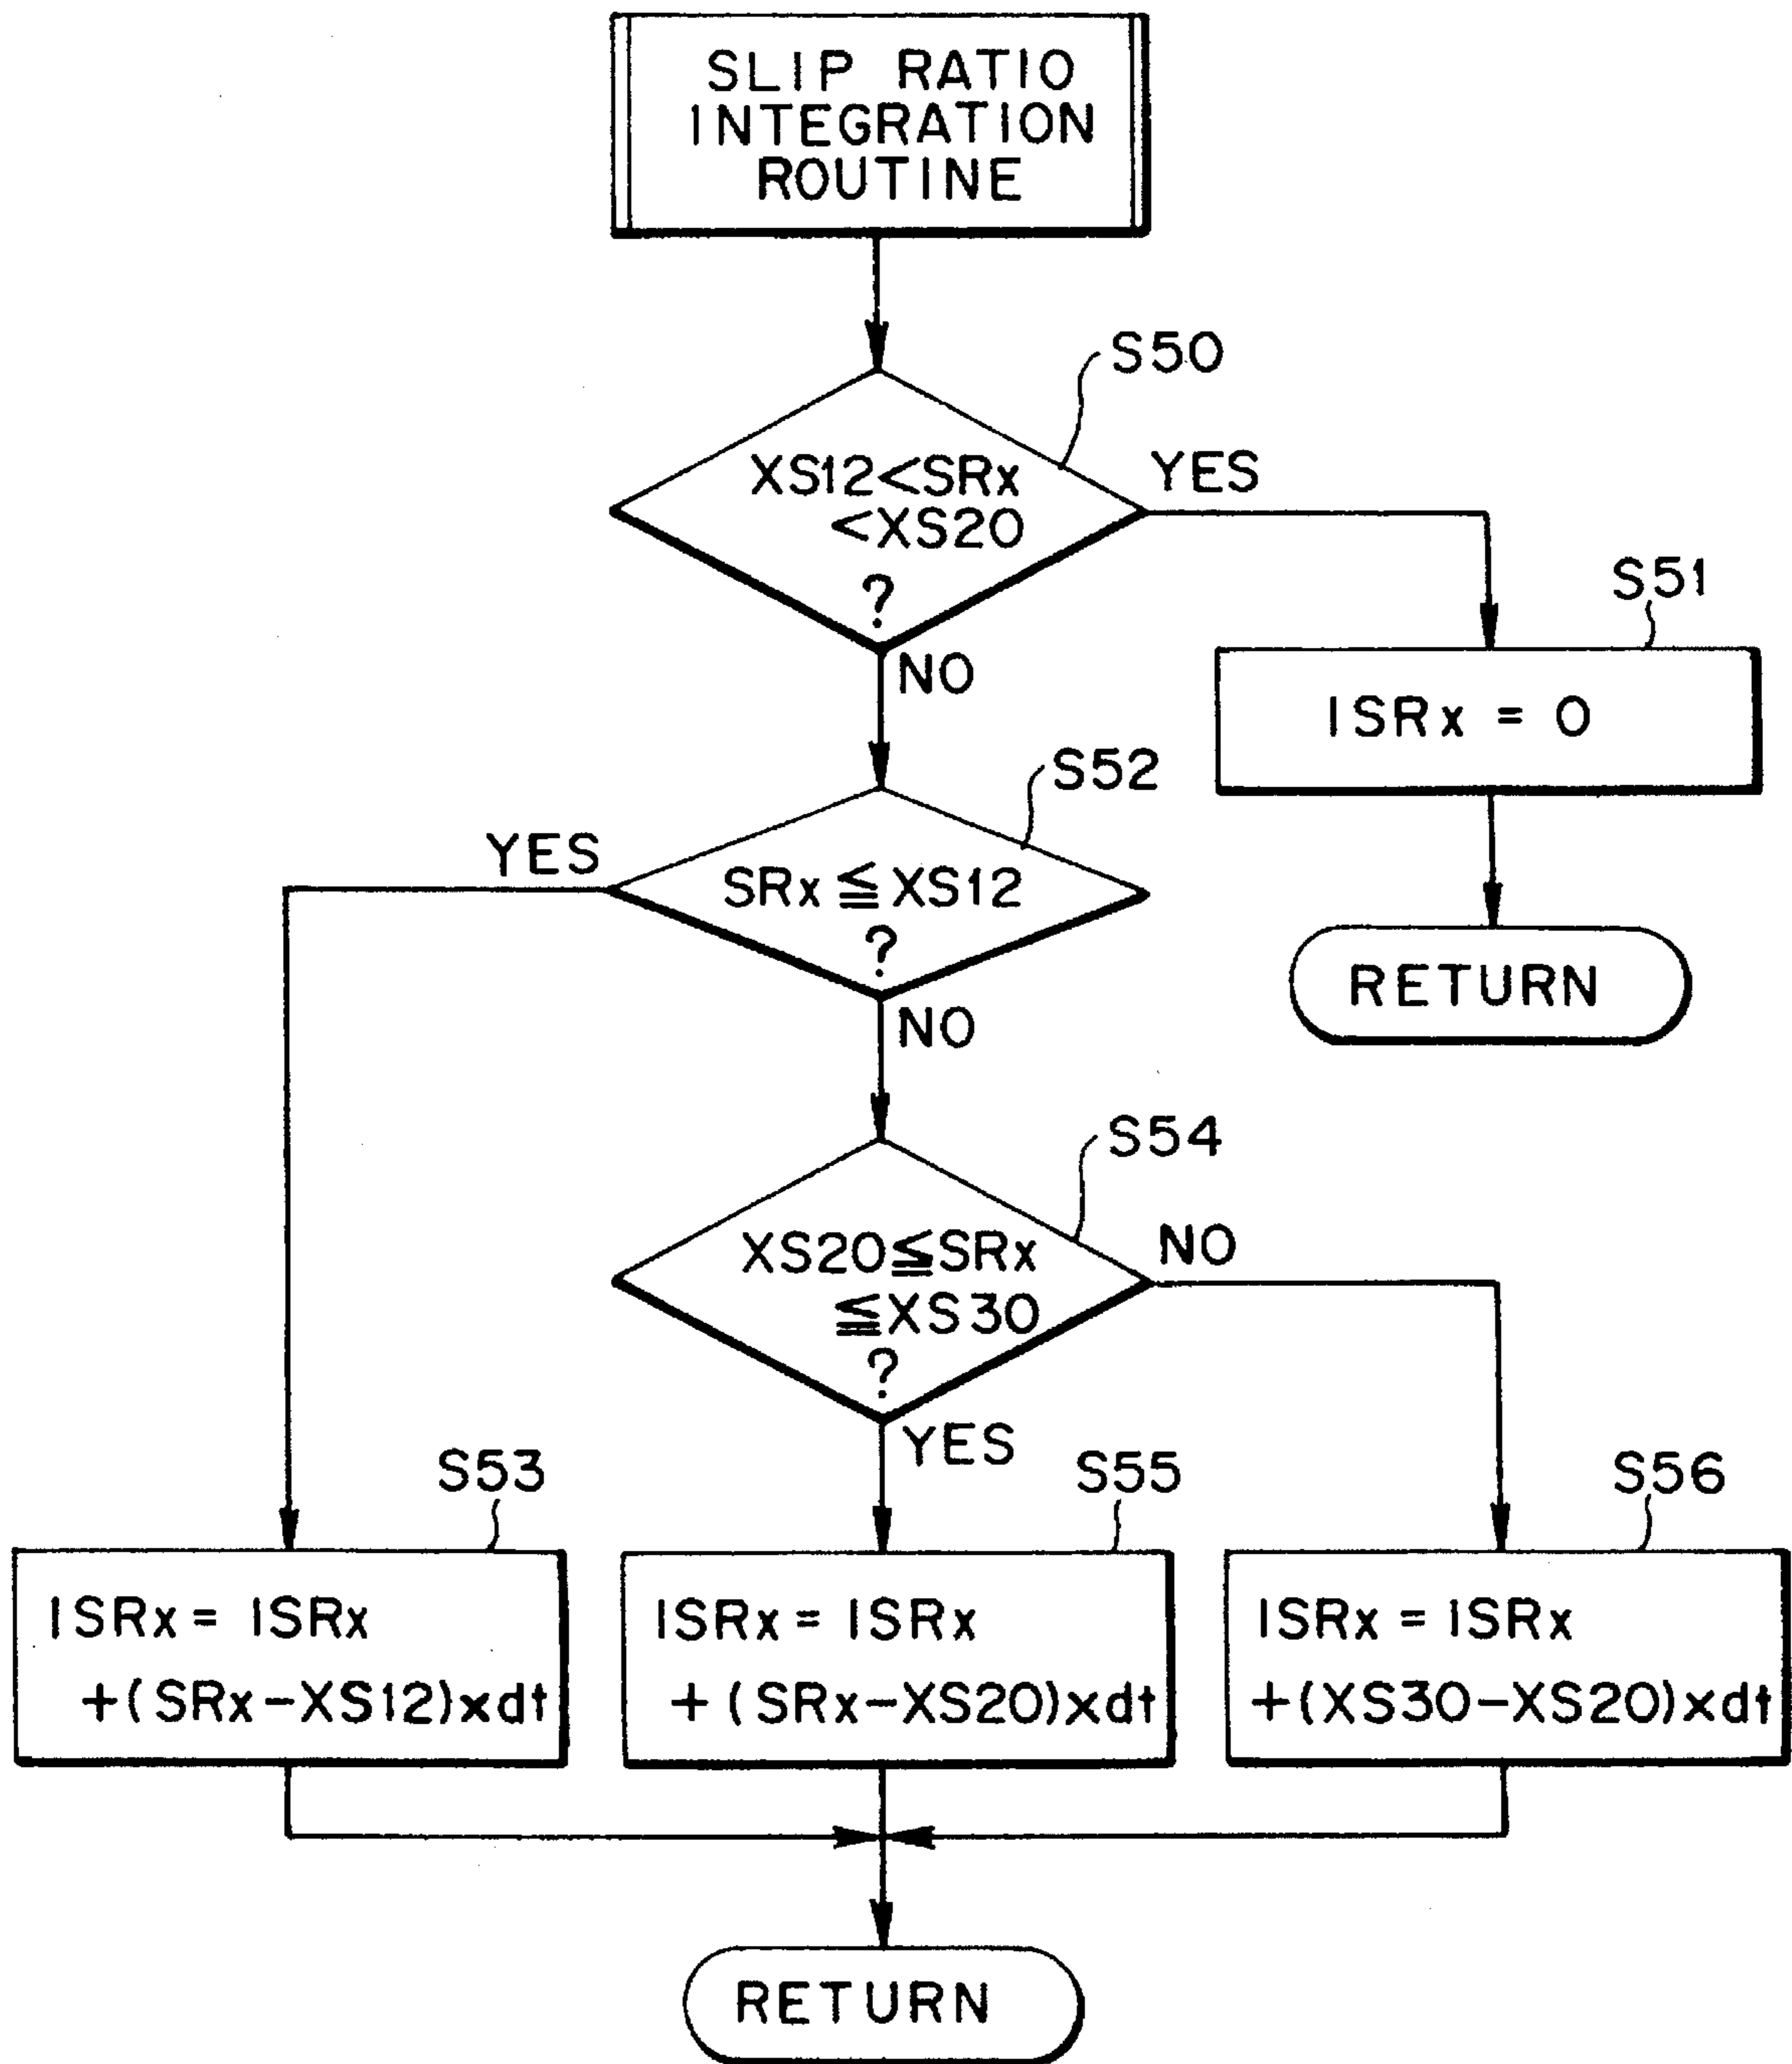 SLIP RATIO
INTEGRATION
ROUTINE
S50
XS12<SRx
<XS20
?
YES
NO
S51
ISRx = 0
RETURN
S52
YES
SRx ≦ XS12
?
NO
S54
XS20≦SRx
≦XS30
?
NO
YES
S53
ISRx = ISRx
+(SRx-XS12)xdt
S55
ISRx = ISRx
+(SRx-XS20)xdt
S56
ISRx = ISRx
+(XS30-XS20)xdt
RETURN